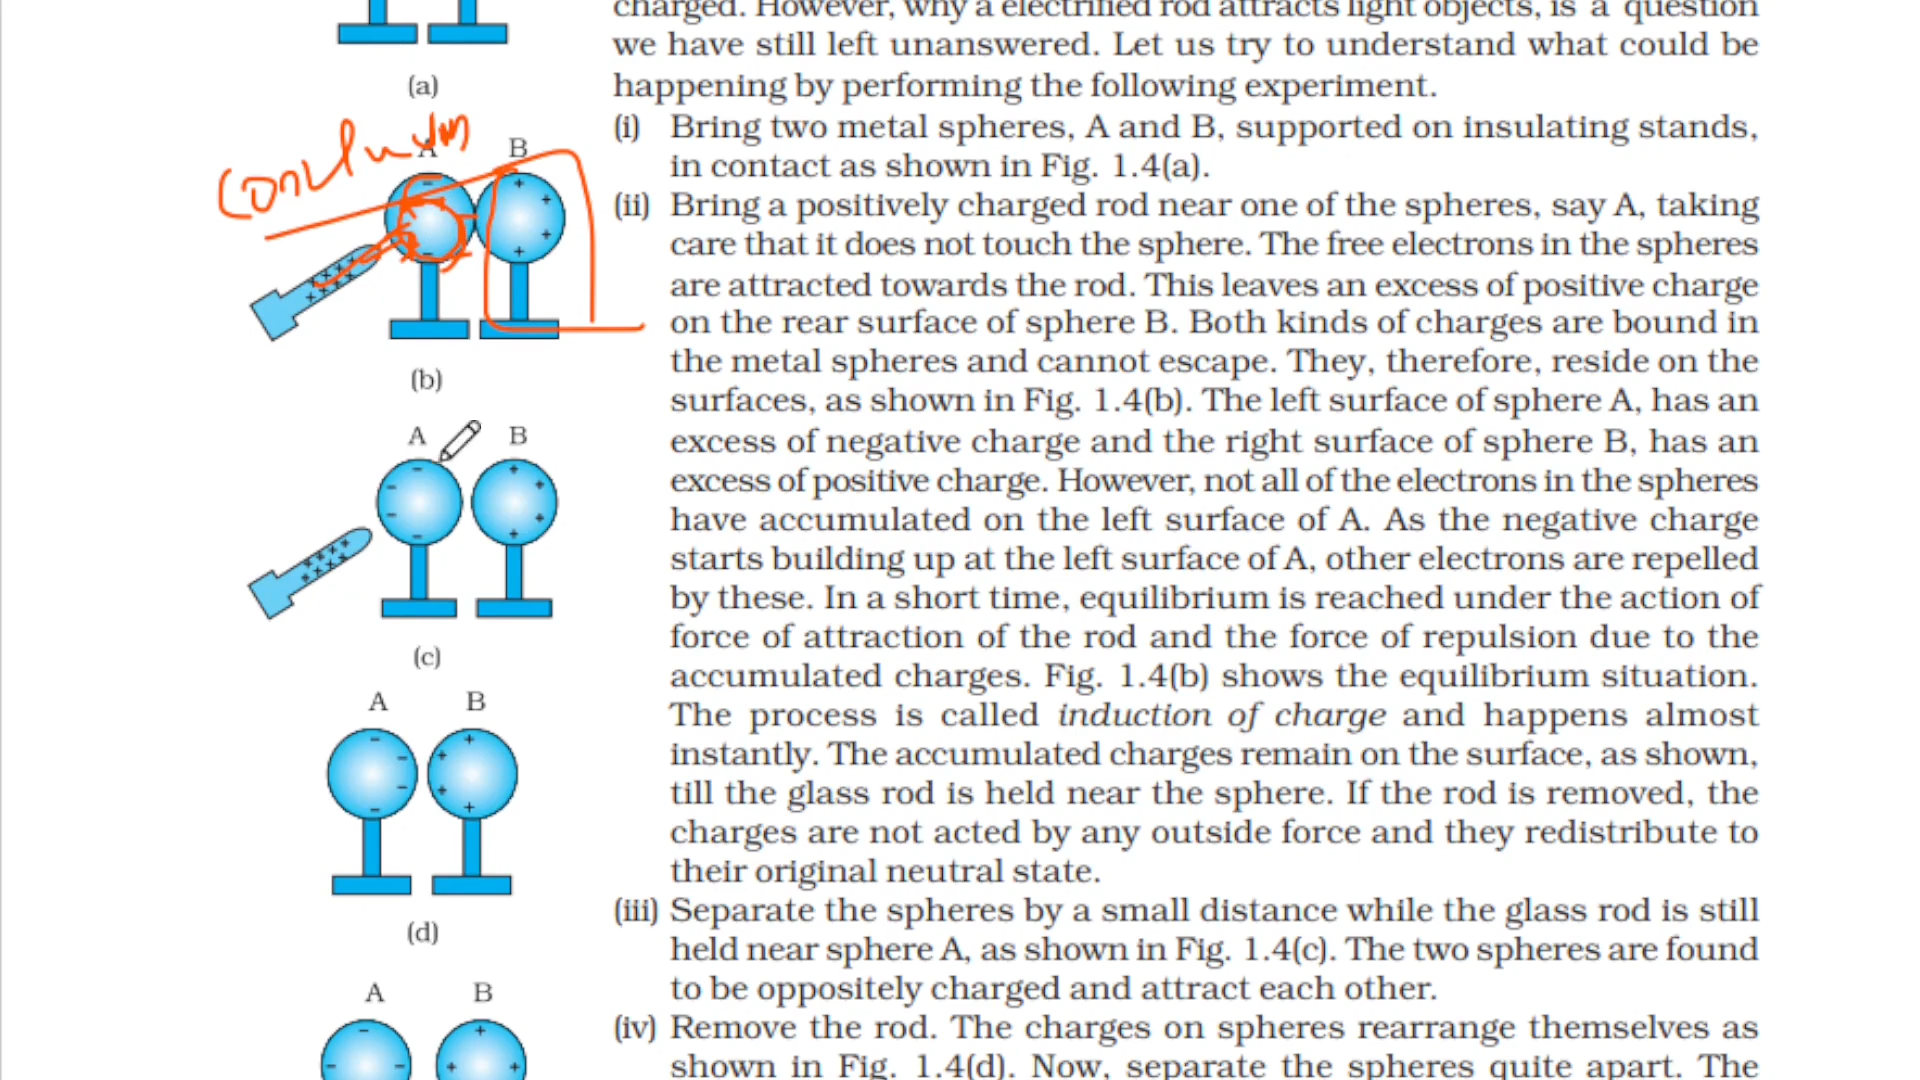 charged. However, why a electrified rod attracts light objects, is a question
we have still left unanswered. Let us try to understand what could be
happening by performing the following experiment.
(i) Bring two metal spheres, A and B, supported on insulating stands,
in contact as shown in Fig. 1.4(a).
(ii) Bring a positively charged rod near one of the spheres, say A, taking
care that it does not touch the sphere. The free electrons in the spheres
are attracted towards the rod. This leaves an excess of positive charge
on the rear surface of sphere B. Both kinds of charges are bound in
the metal spheres and cannot escape. They, therefore, reside on the
surfaces, as shown in Fig. 1.4(b). The left surface of sphere A, has an
excess of negative charge and the right surface of sphere B, has an
excess of positive charge. However, not all of the electrons in the spheres
have accumulated on the left surface of A. As the negative charge
starts building up at the left surface of A, other electrons are repelled
by these. In a short time, equilibrium is reached under the action of
force of attraction of the rod and the force of repulsion due to the
accumulated charges. Fig. 1.4(b) shows the equilibrium situation.
The process is called induction of charge and happens almost
instantly. The accumulated charges remain on the surface, as shown,
till the glass rod is held near the sphere. If the rod is removed, the
charges are not acted by any outside force and they redistribute to
their original neutral state.
(iii) Separate the spheres by a small distance while the glass rod is still
held near sphere A, as shown in Fig. 1.4(c). The two spheres are found
to be oppositely charged and attract each other.
(iv) Remove the rod. The charges on spheres rearrange themselves as
shown in Fig. 1.4(d). Now, separate the spheres quite apart. The
(a)
A B
(b)
A B
(c)
A B
(d)
A B